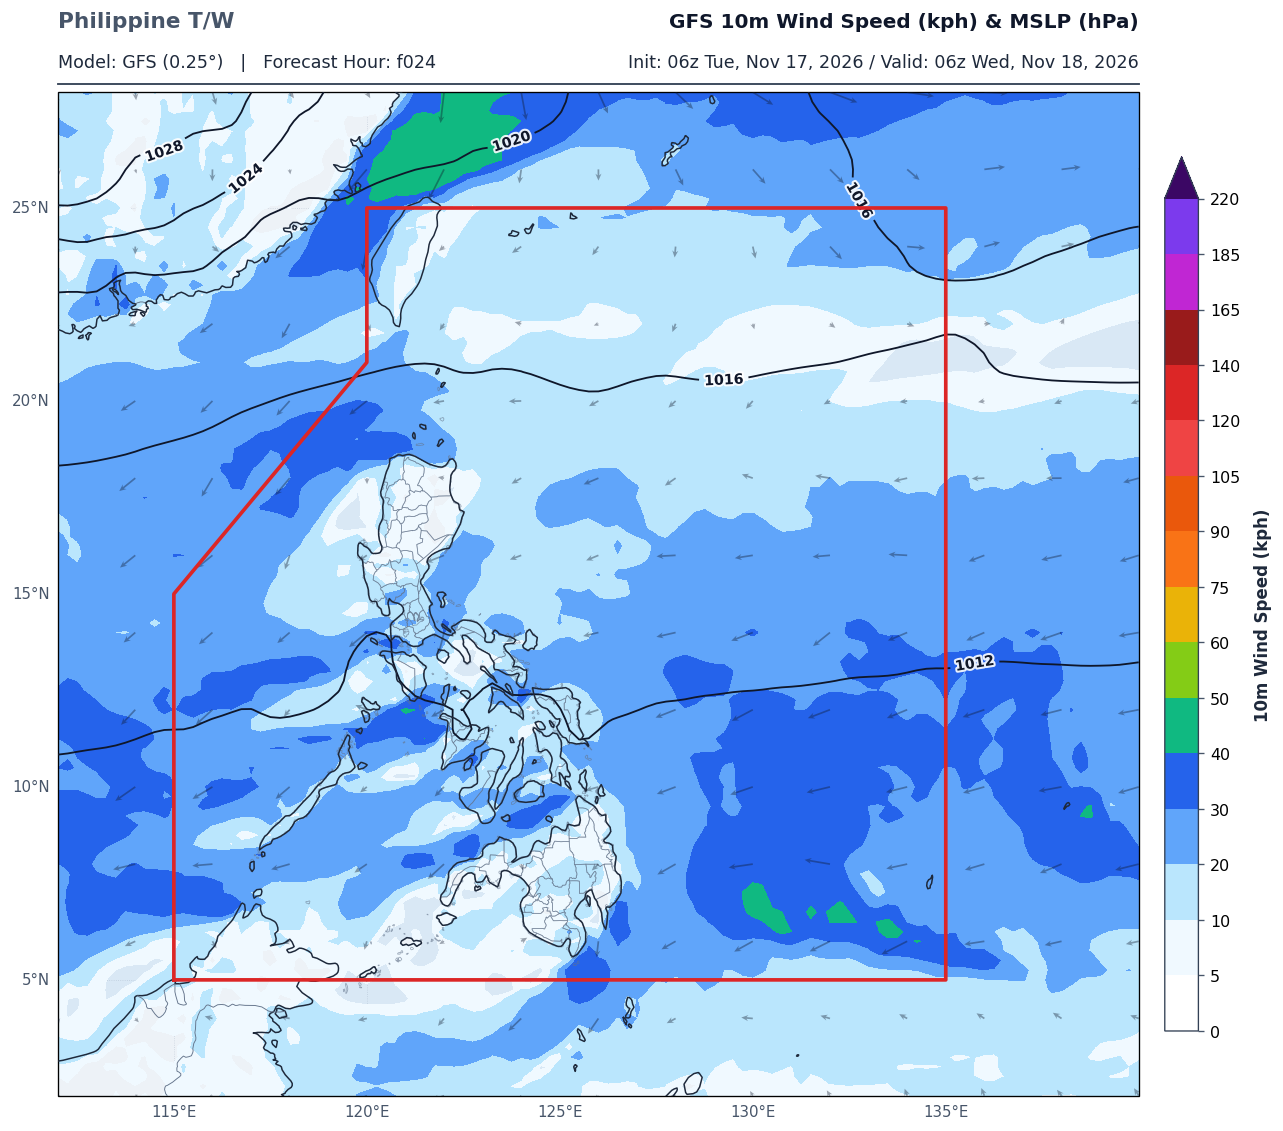 Philippine T/W
GFS 10m Wind Speed (kph) & MSLP (hPa)
Model: GFS (0.25°)   |   Forecast Hour: f024
Init: 06z Tue, Nov 17, 2026 / Valid: 06z Wed, Nov 18, 2026
1028
1024
1020
1016
1016
1012
25°N
20°N
15°N
10°N
5°N
115°E
120°E
125°E
130°E
135°E
220
185
165
140
120
105
90
75
60
50
40
30
20
10
5
0
10m Wind Speed (kph)